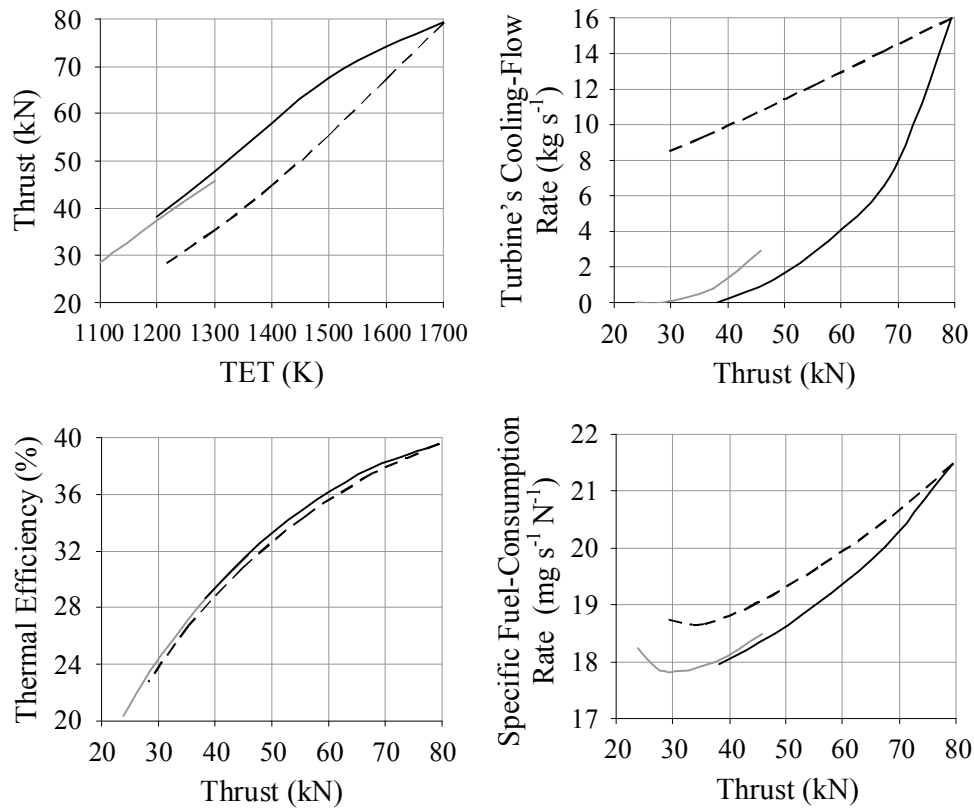 80
70
60
50
40
30
20
Thrust (kN)
1100 1200 1300 1400 1500 1600 1700
TET (K)
16
14
12
10
8
6
4
2
0
Turbine's Cooling-Flow
Rate (kg s⁻¹)
20 30 40 50 60 70 80
Thrust (kN)
40
36
32
28
24
20
Thermal Efficiency (%)
20 30 40 50 60 70 80
Thrust (kN)
22
21
20
19
18
17
Specific Fuel-Consumption
Rate (mg s⁻¹ N⁻¹)
20 30 40 50 60 70 80
Thrust (kN)